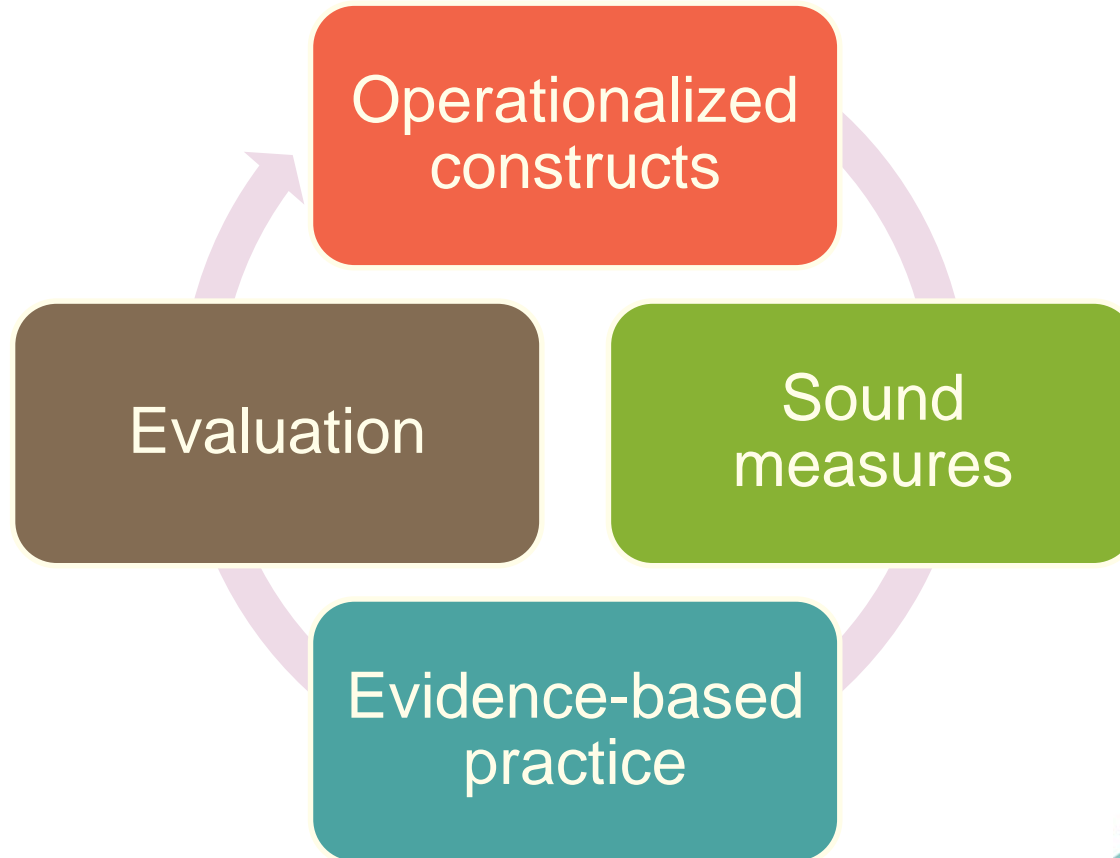 Operationalized
constructs
Sound
measures
Evidence-based
practice
Evaluation